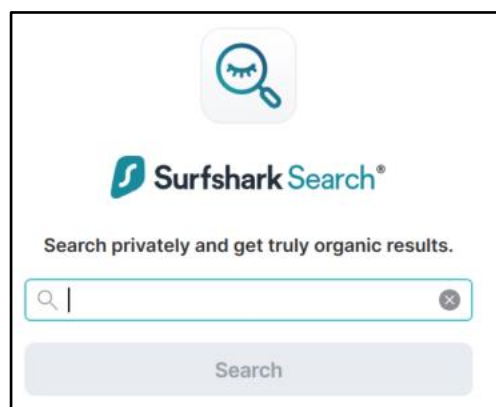 Surfshark Search®
Search privately and get truly organic results.
Search